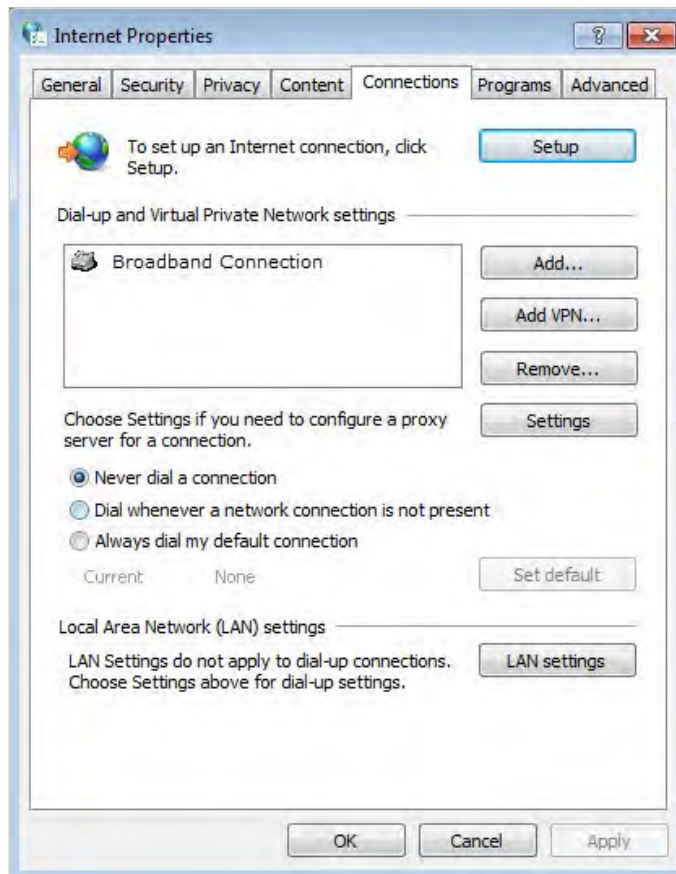 Internet Properties
General Security Privacy Content Connections Programs Advanced
To set up an Internet connection, click
Setup.
Setup
Dial-up and Virtual Private Network settings
Broadband Connection
Add...
Add VPN...
Remove...
Choose Settings if you need to configure a proxy
server for a connection.
Settings
Never dial a connection
Dial whenever a network connection is not present
Always dial my default connection
Current None
Set default
Local Area Network (LAN) settings
LAN Settings do not apply to dial-up connections.
Choose Settings above for dial-up settings.
LAN settings
OK Cancel Apply